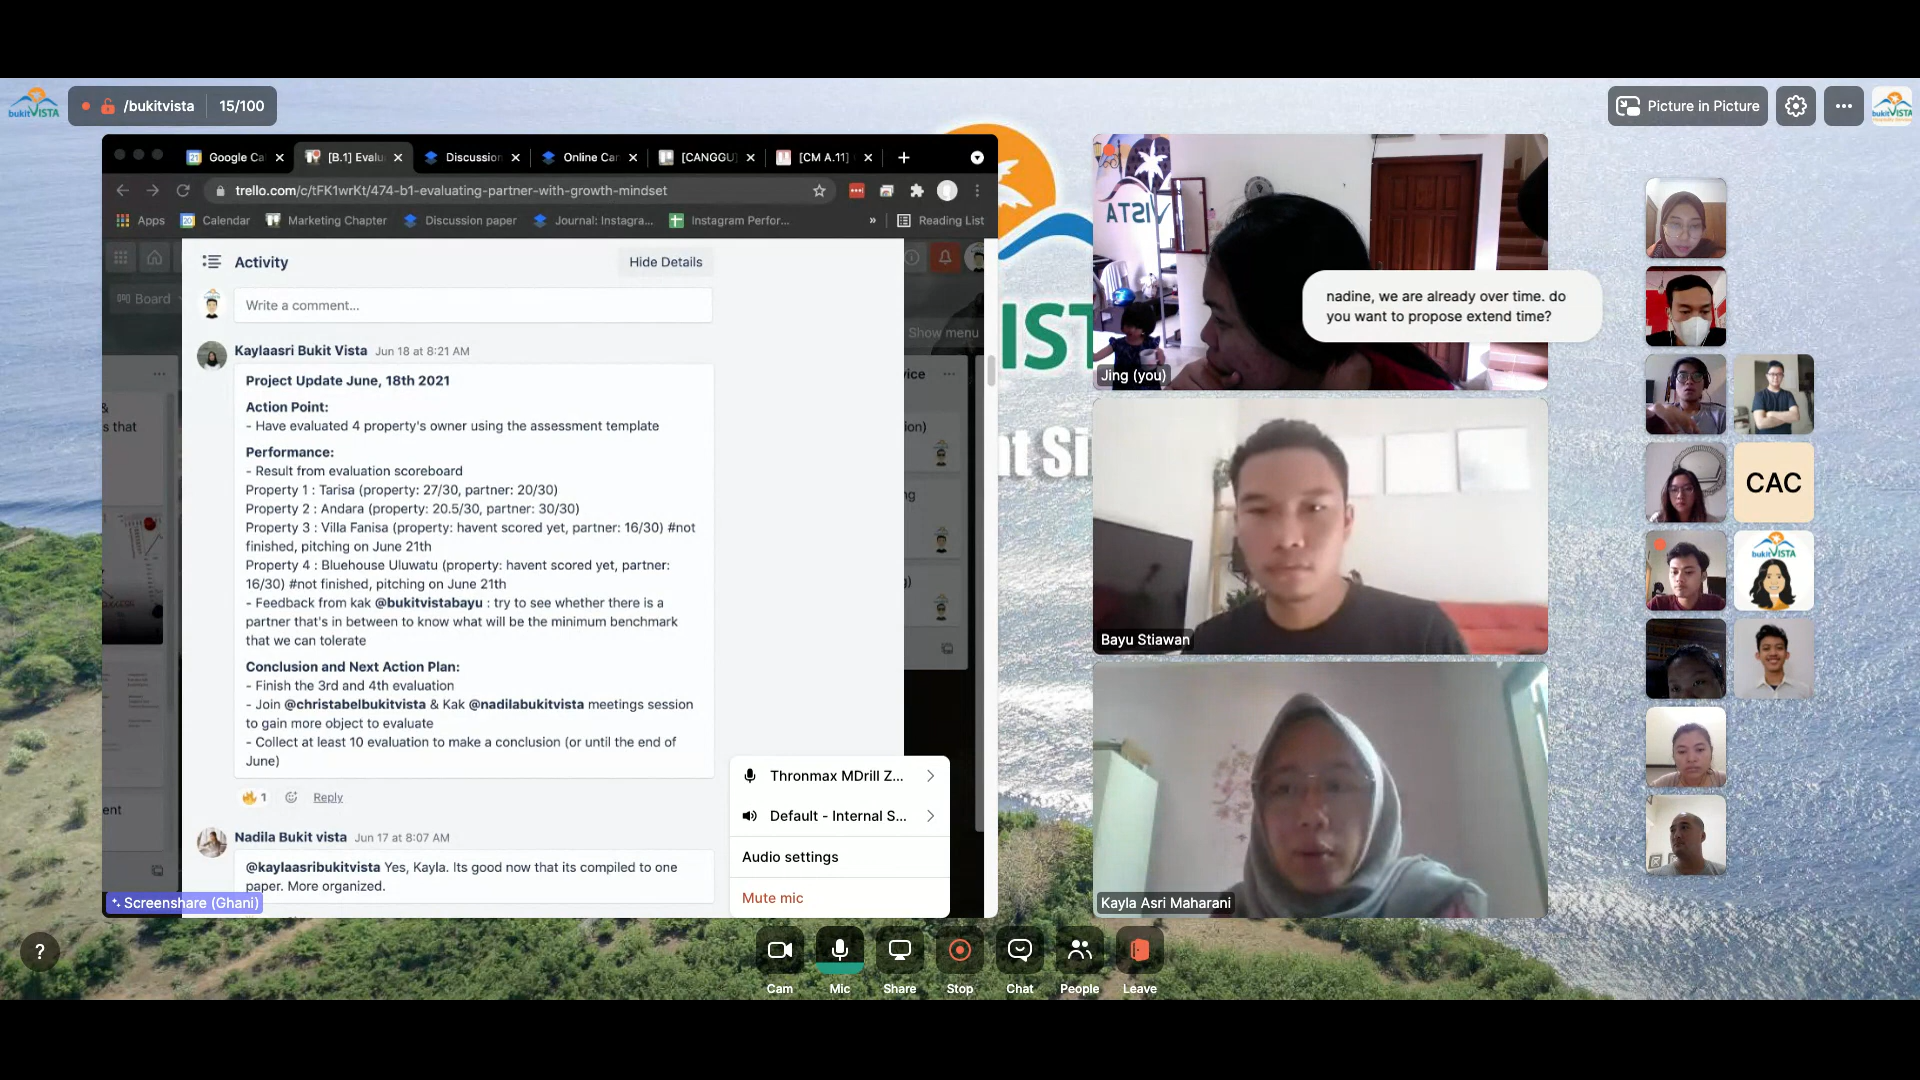 bukitVISTA
/bukitvista
15/100
Picture in Picture
bukitVISTA
Google Ca
[B.1] Evalu
Discussion
Online Car
[CANGGU]
[CM A.11]
trello.com/c/tFK1wrKt/474-b1-evaluating-partner-with-growth-mindset
Apps
Calendar
Marketing Chapter
Discussion paper
Journal: Instagra...
Instagram Perfor...
»
Reading List
Board
Show menu
Activity
Hide Details
Write a comment...
Kaylaasri Bukit Vista Jun 18 at 8:21 AM
Project Update June, 18th 2021
Action Point:
- Have evaluated 4 property's owner using the assessment template
Performance:
- Result from evaluation scoreboard
Property 1 : Tarisa (property: 27/30, partner: 20/30)
Property 2 : Andara (property: 20.5/30, partner: 30/30)
Property 3 : Villa Fanisa (property: havent scored yet, partner: 16/30) #not
finished, pitching on June 21th
Property 4 : Bluehouse Uluwatu (property: havent scored yet, partner:
16/30) #not finished, pitching on June 21th
- Feedback from kak @bukitvistabayu : try to see whether there is a
partner that's in between to know what will be the minimum benchmark
that we can tolerate
Conclusion and Next Action Plan:
- Finish the 3rd and 4th evaluation
- Join @christabelbukitvista & Kak @nadilabukitvista meetings session
to gain more object to evaluate
- Collect at least 10 evaluation to make a conclusion (or until the end of
June)
1
Reply
Nadila Bukit vista Jun 17 at 8:07 AM
@kaylaasribukitvista Yes, Kayla. Its good now that its compiled to one
paper. More organized.
&
s that
ent
vice
ion)
ng
g)
Screenshare (Ghani)
Thronmax MDrill Z...
Default - Internal S...
Audio settings
Mute mic
IST
nt Si
VISTA
nadine, we are already over time. do
you want to propose extend time?
Jing (you)
Bayu Stiawan
Kayla Asri Maharani
CAC
bukitVISTA
?
Cam
Mic
Share
Stop
Chat
People
Leave